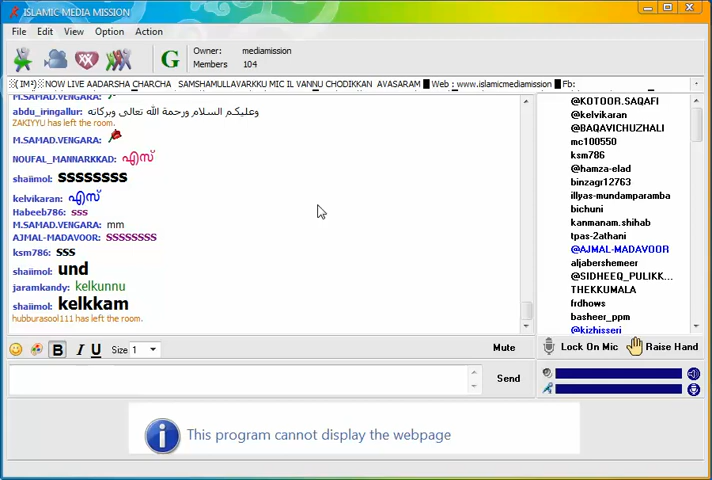 ISLAMIC MEDIA MISSION
File Edit View Option Action
G Owner: mediamission
Members 104
(IM²) NOW LIVE AADARSHA CHARCHA SAMSHAMULLAVARKKU MIC IL VANNU CHODIKKAN AVASARAM █ Web : www.islamicmediamission █ Fb:
M.SAMAD.VENGARA:
abdu_iringallur: وعليكم السلام ورحمة الله تعالى وبركاته
ZAKIYYU has left the room.
M.SAMAD.VENGARA:
NOUFAL_MANNARKKAD: എസ്
shaiimol: ssssssss
kelvikaran: എസ്
Habeeb786: sss
M.SAMAD.VENGARA: mm
AJMAL-MADAVOOR: SSSSSSSS
ksm786: sss
shaiimol: und
jaramkandy: kelkunnu
shaiimol: kelkkam
hubburasool111 has left the room.
@KOTOOR.SAQAFI
@kelvikaran
@BAQAVICHUZHALI
mc100550
ksm786
@hamza-elad
binzagr12763
illyas-mundamparamba
bichuni
kanmanam.shihab
tpas-2athani
@AJMAL-MADAVOOR
aljabershemeer
@SIDHEEQ_PULIKK...
THEKKUMALA
frdhows
basheer_ppm
@kizhisseri
B I U Size 1 Mute
Lock On Mic Raise Hand
Send
This program cannot display the webpage